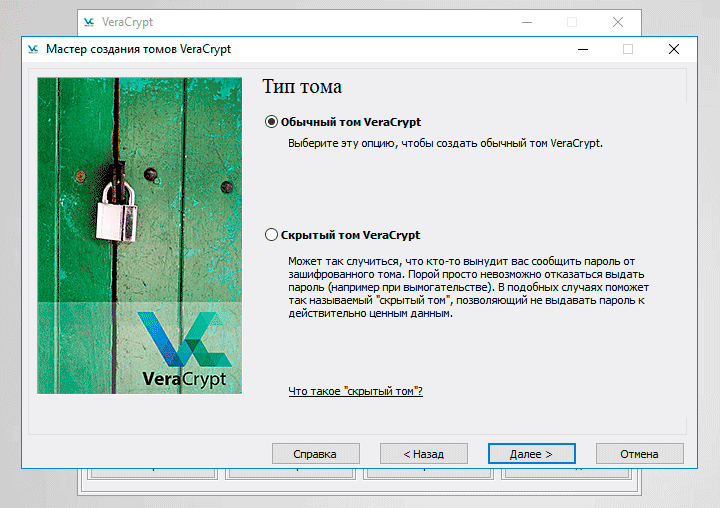 VeraCrypt
Мастер создания томов VeraCrypt
Тип тома
Обычный том VeraCrypt
Выберите эту опцию, чтобы создать обычный том VeraCrypt.
Скрытый том VeraCrypt
Может так случиться, что кто-то вынудит вас сообщить пароль от
зашифрованного тома. Порой просто невозможно отказаться выдать
пароль (например при вымогательстве). В подобных случаях поможет
так называемый "скрытый том", позволяющий не выдавать пароль к
действительно ценным данным.
VeraCrypt
Что такое "скрытый том"?
Справка
< Назад
Далее >
Отмена